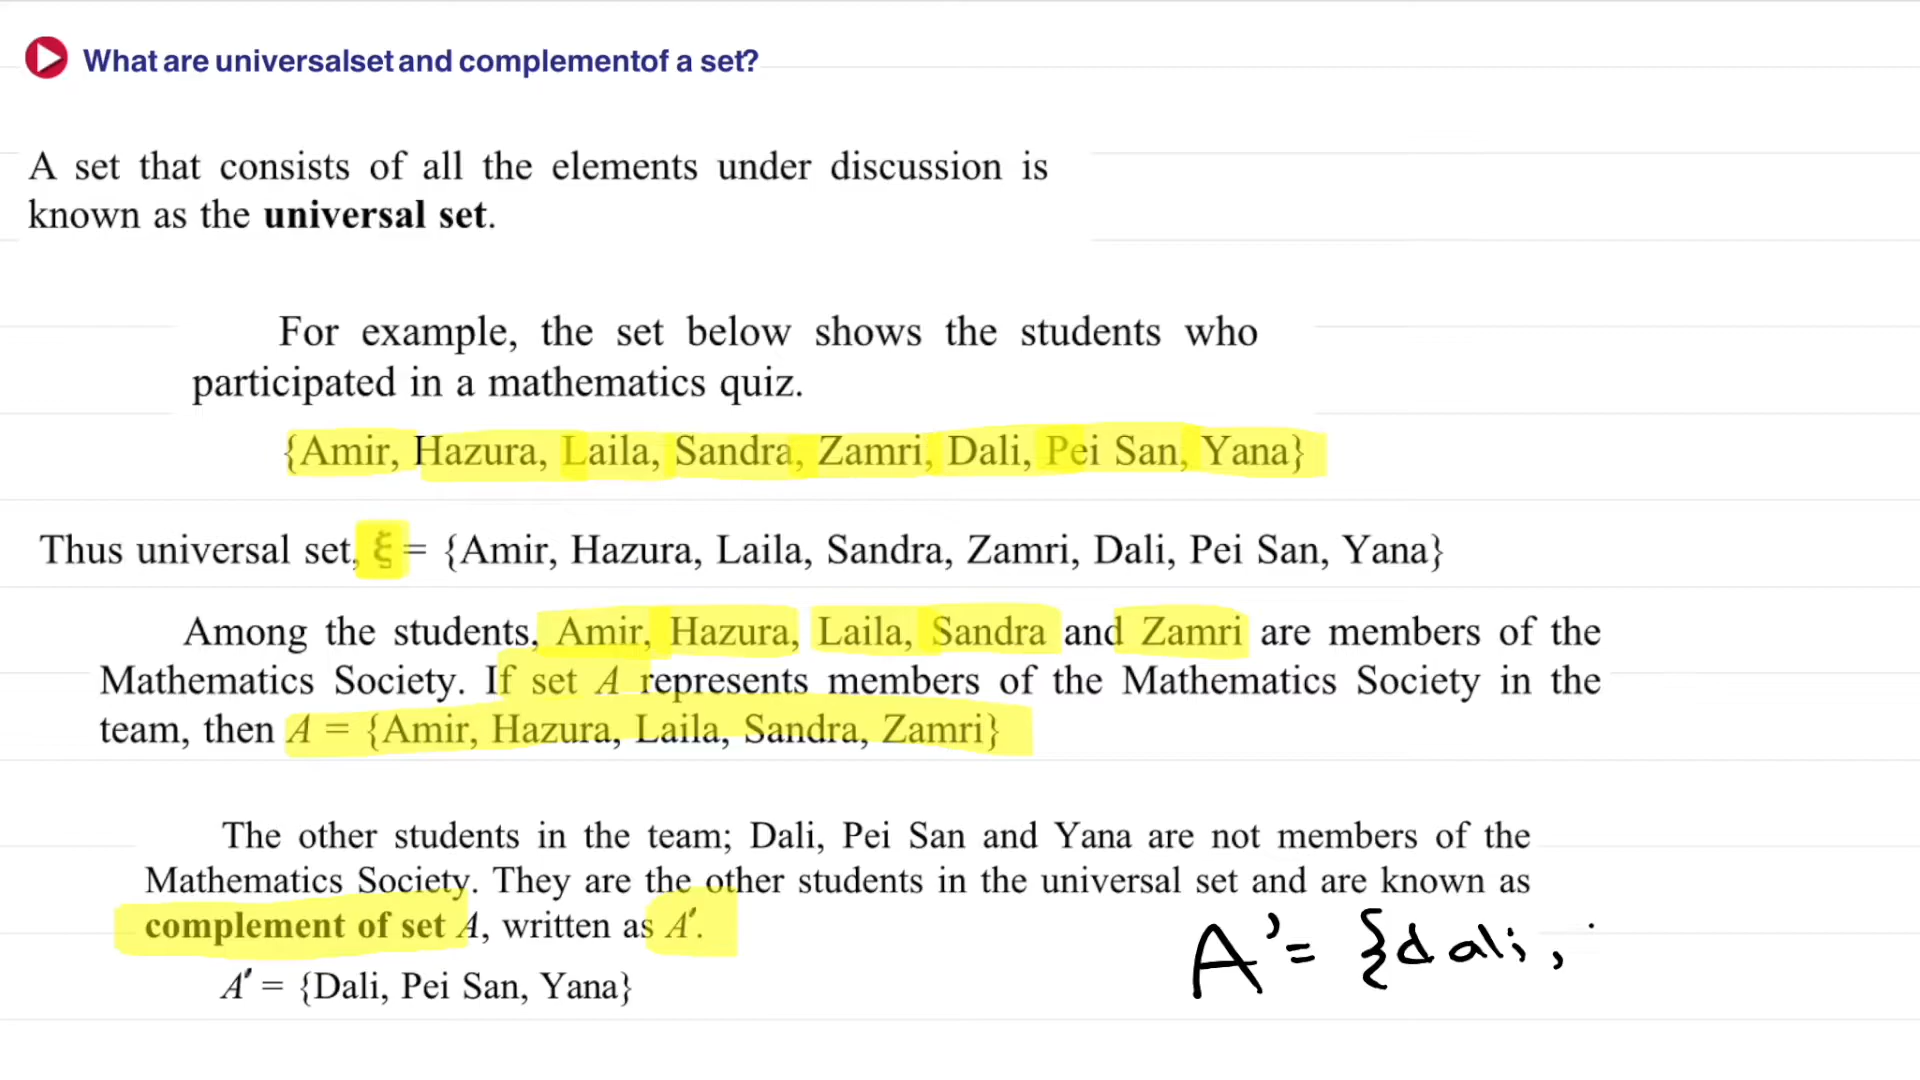 What are universalset and complementof a set?
A set that consists of all the elements under discussion is
known as the universal set.
For example, the set below shows the students who
participated in a mathematics quiz.
{Amir, Hazura, Laila, Sandra, Zamri, Dali, Pei San, Yana}
Thus universal set, ξ = {Amir, Hazura, Laila, Sandra, Zamri, Dali, Pei San, Yana}
Among the students, Amir, Hazura, Laila, Sandra and Zamri are members of the
Mathematics Society. If set A represents members of the Mathematics Society in the
team, then A = {Amir, Hazura, Laila, Sandra, Zamri}
The other students in the team; Dali, Pei San and Yana are not members of the
Mathematics Society. They are the other students in the universal set and are known as
complement of set A, written as A′.
A′ = {Dali, Pei San, Yana}
A' = {dali,